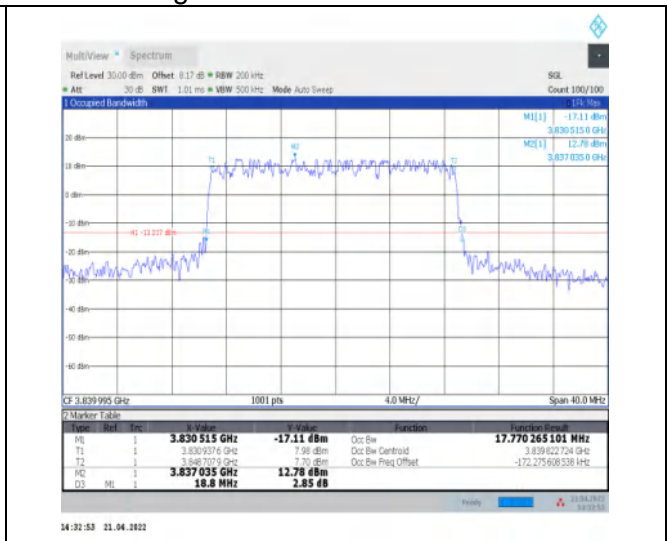 MultiView Spectrum
Ref Level 30.00 dBm Offset 8.17 dB RBW 200 kHz SGL
Att 30 dB SWT 1.01 ms VBW 500 kHz Mode Auto Sweep Count 100/100
1 Occupied Bandwidth 1Pk Max
M1[1] -17.11 dBm
3.830 515 0 GHz
M2[1] 12.78 dBm
3.837 035 0 GHz
20 dBm
M2
T1 T2
10 dBm
0 dBm
-10 dBm
-20 dBm
-30 dBm
-40 dBm
-50 dBm
-60 dBm
CF 3.839 995 GHz 1001 pts 4.0 MHz/ Span 40.0 MHz
2 Marker Table
Type Ref Trc X-Value Y-Value Function Function Result
M1 1 3.830 515 GHz -17.11 dBm Occ Bw 17.770 265 101 MHz
T1 1 3.8309376 GHz 7.98 dBm Occ Bw Centroid 3.839 822 724 GHz
T2 1 3.8487079 GHz 7.70 dBm Occ Bw Freq Offset -172.275 608 538 kHz
M2 1 3.837 035 GHz 12.78 dBm
D3 M1 1 18.8 MHz 2.85 dB
Ready 21.04.2022
14:32:53
14:32:53 21.04.2022